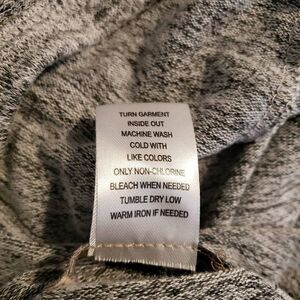 TURN GARMENT
INSIDE OUT
MACHINE WASH
COLD WITH
LIKE COLORS
ONLY NON-CHLORINE
BLEACH WHEN NEEDED
TUMBLE DRY LOW
WARM IRON IF NEEDED